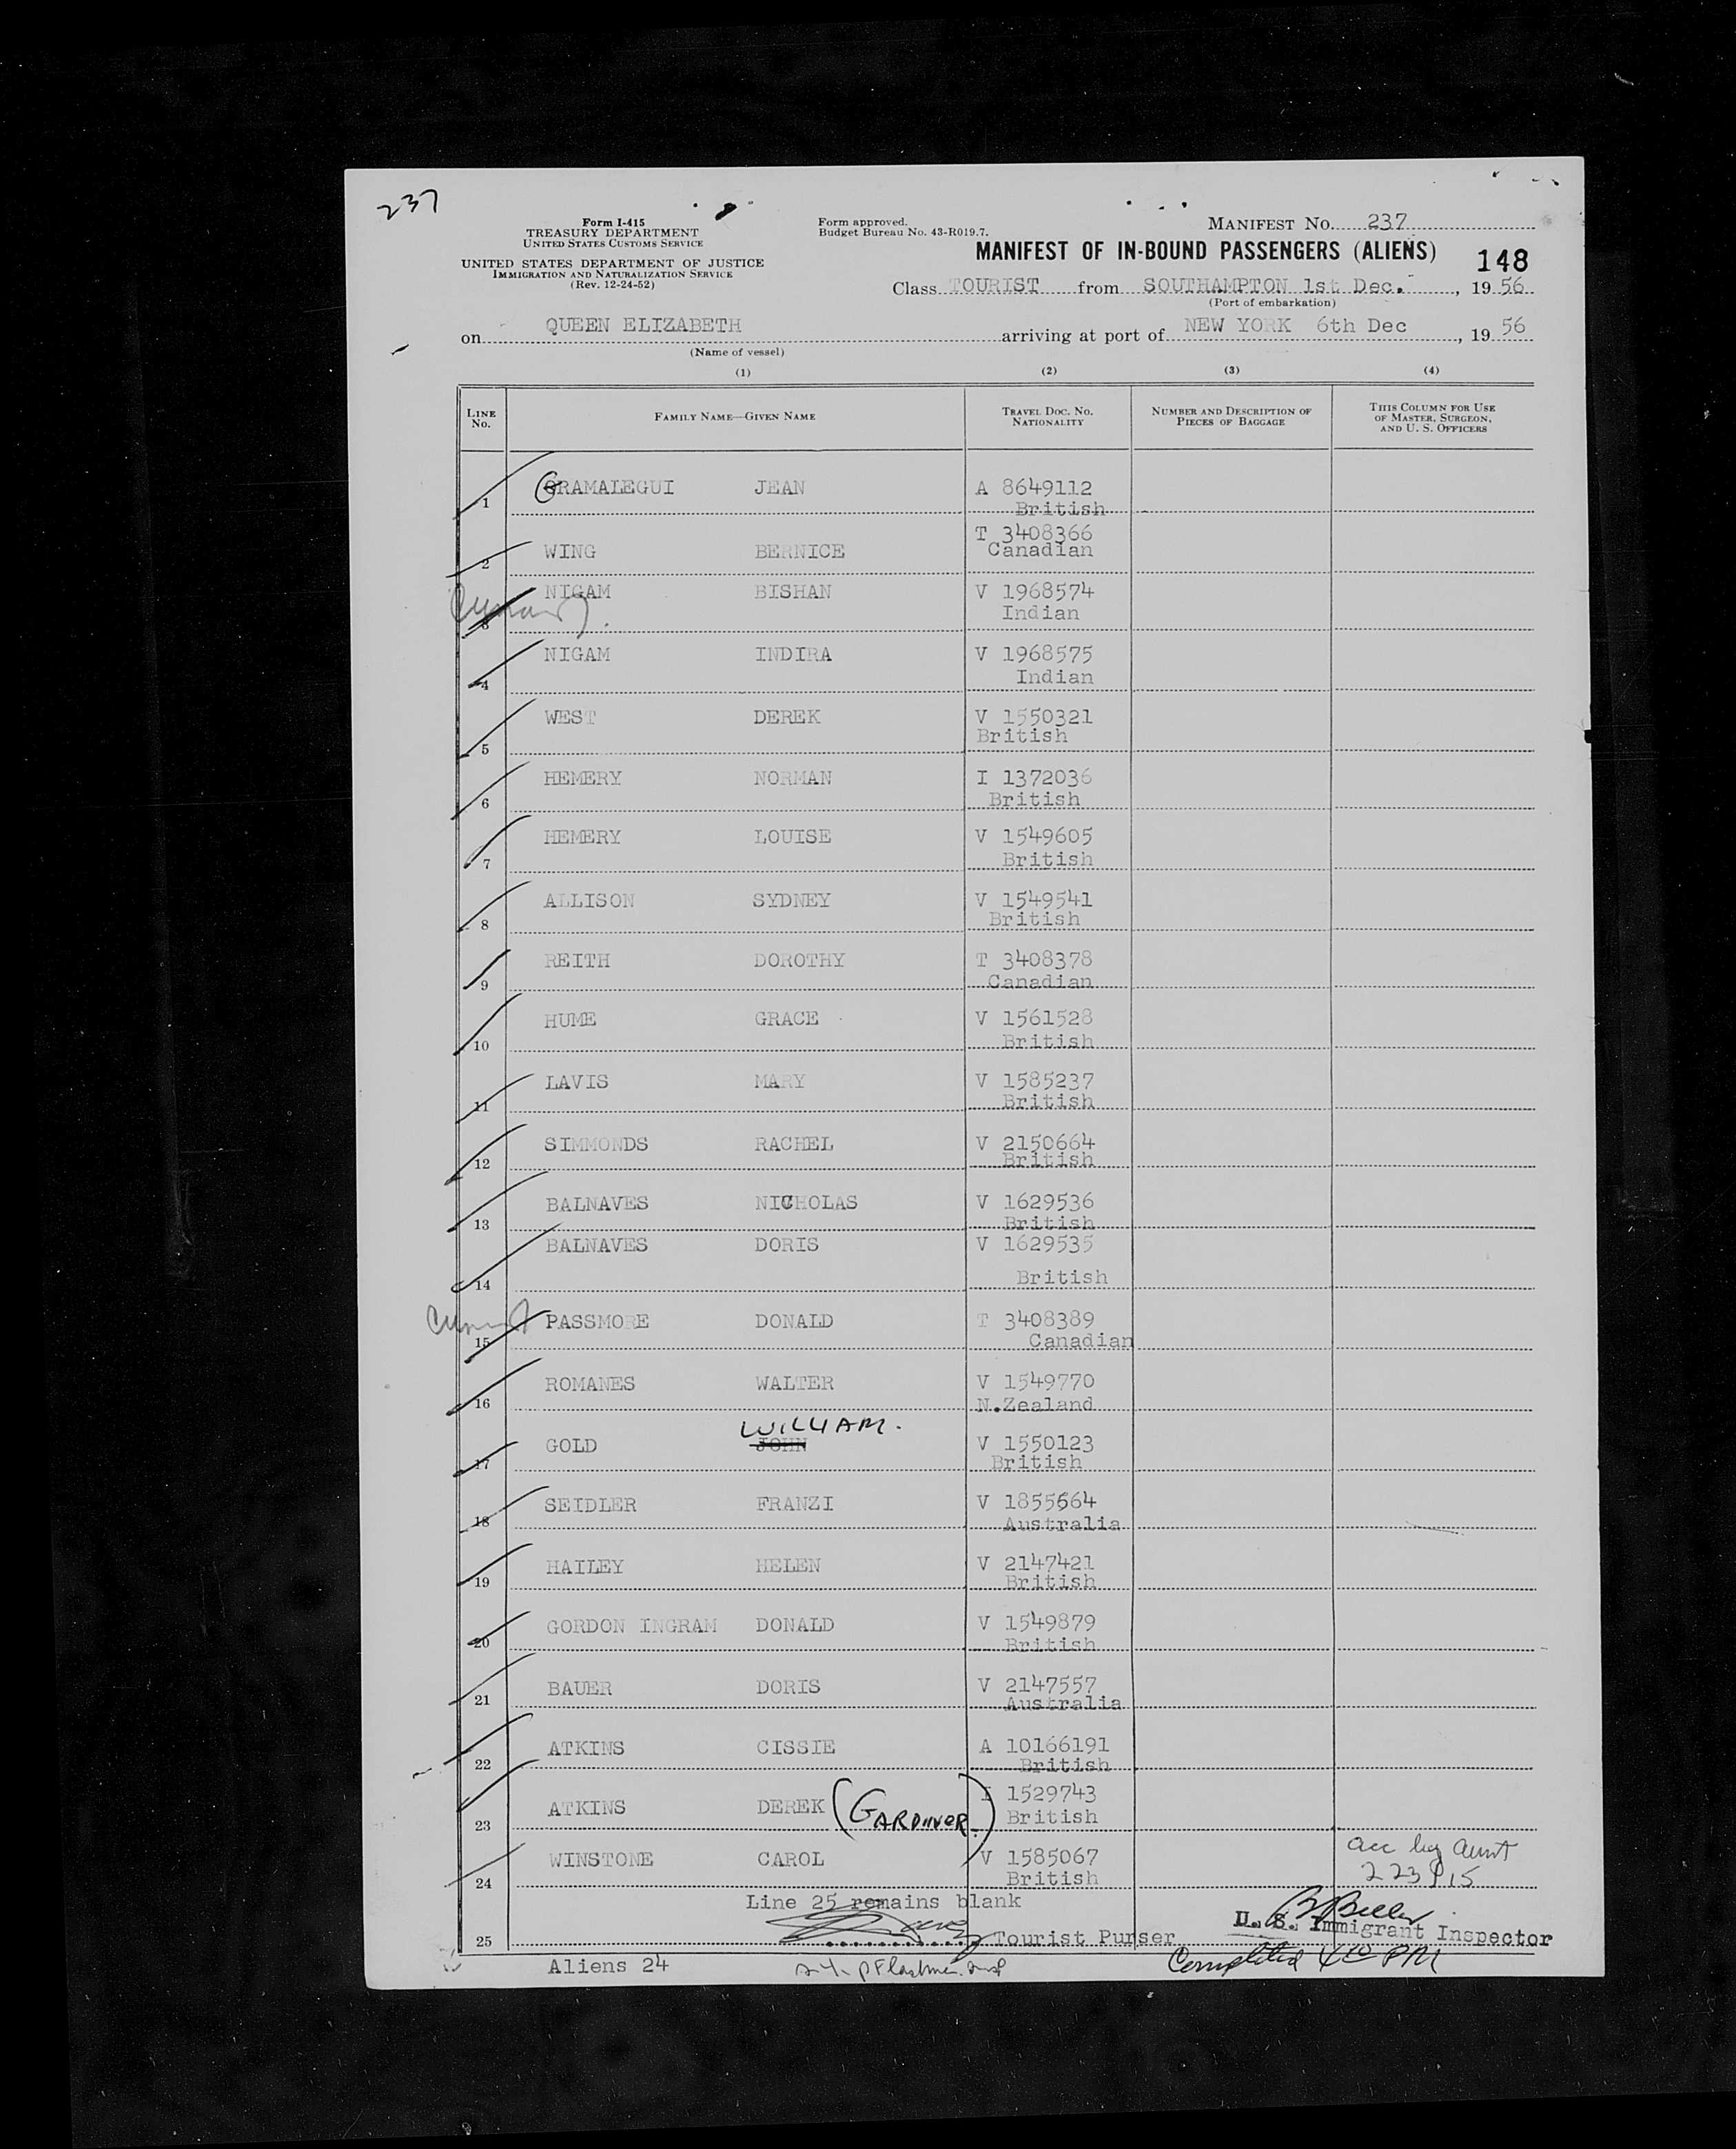 237
Form I-415
TREASURY DEPARTMENT
UNITED STATES CUSTOMS SERVICE
UNITED STATES DEPARTMENT OF JUSTICE
IMMIGRATION AND NATURALIZATION SERVICE
(Rev. 12-24-52)
Form approved.
Budget Bureau No. 43-R019.7.
MANIFEST No. 237
MANIFEST OF IN-BOUND PASSENGERS (ALIENS)
148
Class TOURIST from SOUTHAMPTON 1st Dec. , 19 56
(Port of embarkation)
on QUEEN ELIZABETH arriving at port of NEW YORK 6th Dec , 19 56
(Name of vessel)
(1) (2) (3) (4)
LINE No. FAMILY NAME—GIVEN NAME TRAVEL DOC. NO. NATIONALITY NUMBER AND DESCRIPTION OF PIECES OF BAGGAGE THIS COLUMN FOR USE OF MASTER, SURGEON, AND U. S. OFFICERS
1 GRAMALEGUI JEAN A 8649112
British
2 WING BERNICE T 3408366
Canadian
3 NIGAM BISHAN V 1968574
Indian
4 NIGAM INDIRA V 1968575
Indian
5 WEST DEREK V 1550321
British
6 HEMERY NORMAN I 1372036
British
7 HEMERY LOUISE V 1549605
British
8 ALLISON SYDNEY V 1549541
British
9 REITH DOROTHY T 3408378
Canadian
10 HUME GRACE V 1561528
British
11 LAVIS MARY V 1585237
British
12 SIMMONDS RACHEL V 2150664
British
13 BALNAVES NICHOLAS V 1629536
British
14 BALNAVES DORIS V 1629535
British
15 PASSMORE DONALD T 3408389
Canadian
16 ROMANES WALTER V 1549770
N.Zealand
WILLIAM.
17 GOLD JOHN V 1550123
British
18 SEIDLER FRANZI V 1855664
Australia
19 HAILEY HELEN V 2147421
British
20 GORDON INGRAM DONALD V 1549879
British
21 BAUER DORIS V 2147557
Australia
22 ATKINS CISSIE A 10166191
British
23 ATKINS DEREK (GARDINER) I 1529743
British
24 WINSTONE CAROL V 1585067 acc by aunt
British
Line 25 remains blank
25 Tourist Purser U. S. Immigrant Inspector
Aliens 24 Completed PM